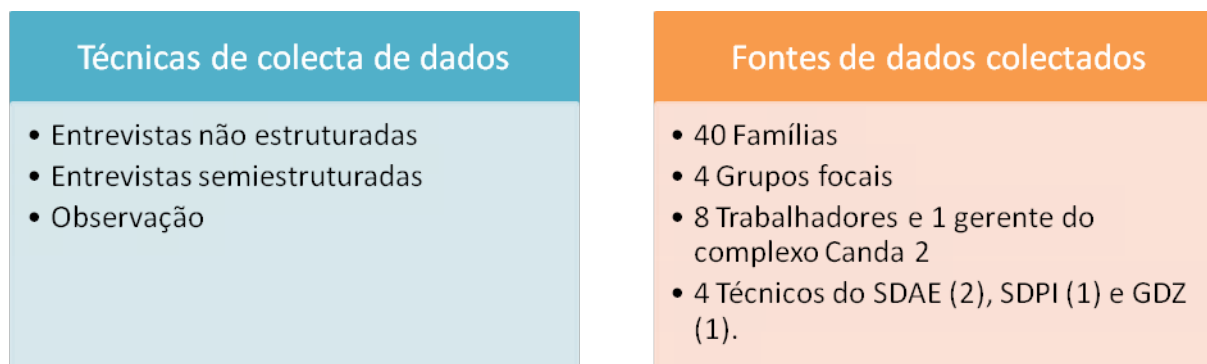 Técnicas de colecta de dados
• Entrevistas não estruturadas
• Entrevistas semiestruturadas
• Observação
Fontes de dados colectados
• 40 Famílias
• 4 Grupos focais
• 8 Trabalhadores e 1 gerente do
complexo Canda 2
• 4 Técnicos do SDAE (2), SDPI (1) e GDZ
(1).